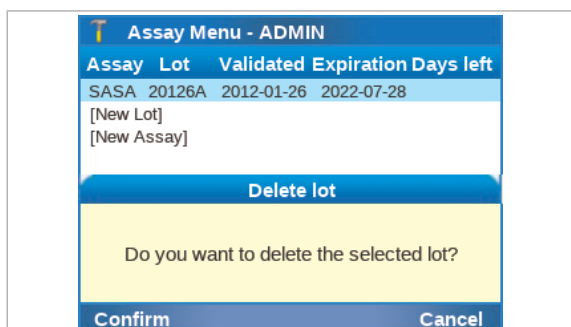 Assay Menu - ADMIN
Assay Lot Validated Expiration Days left
SASA 20126A 2012-01-26 2022-07-28
[New Lot]
[New Assay]
Delete lot
Do you want to delete the selected lot?
Confirm Cancel